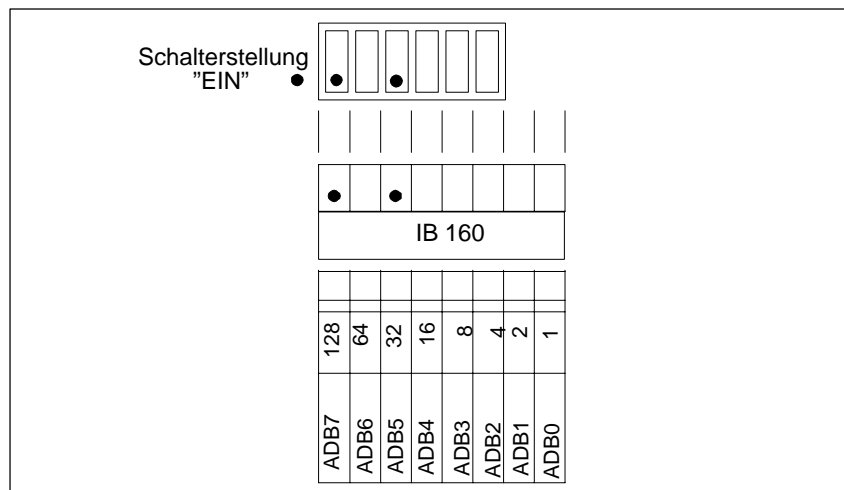 Schalterstellung
”EIN”
IB 160
128 64 32 16 8 4 2 1
ADB7 ADB6 ADB5 ADB4 ADB3 ADB2 ADB1 ADB0